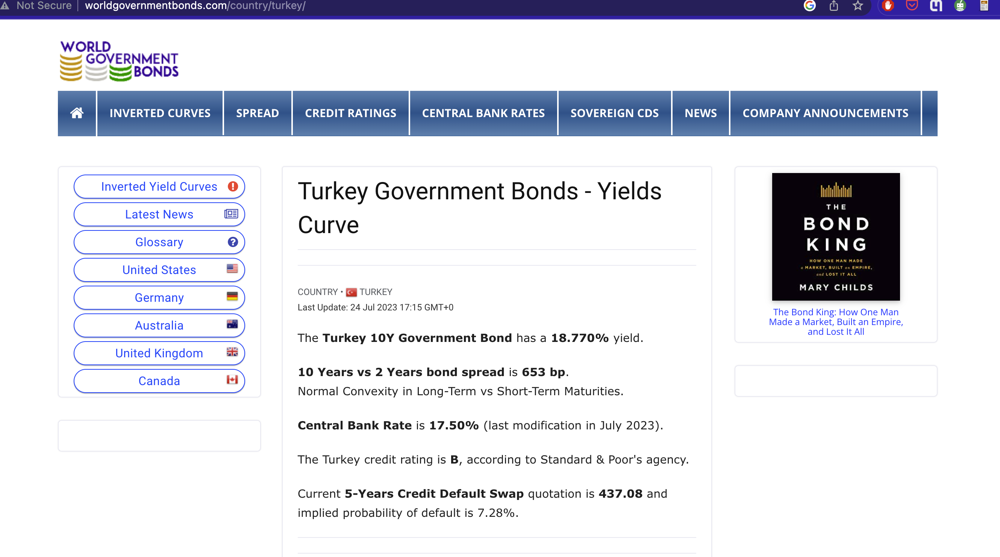 Not Secure
worldgovernmentbonds.com/country/turkey/
WORLD
GOVERNMENT
BONDS
INVERTED CURVES
SPREAD
CREDIT RATINGS
CENTRAL BANK RATES
SOVEREIGN CDS
NEWS
COMPANY ANNOUNCEMENTS
Inverted Yield Curves
Latest News
Glossary
United States
Germany
Australia
United Kingdom
Canada
Turkey Government Bonds - Yields
Curve
COUNTRY • TURKEY
Last Update: 24 Jul 2023 17:15 GMT+0
The Turkey 10Y Government Bond has a 18.770% yield.
10 Years vs 2 Years bond spread is 653 bp.
Normal Convexity in Long-Term vs Short-Term Maturities.
Central Bank Rate is 17.50% (last modification in July 2023).
The Turkey credit rating is B, according to Standard & Poor's agency.
Current 5-Years Credit Default Swap quotation is 437.08 and
implied probability of default is 7.28%.
THE
BOND
KING
HOW ONE MAN MADE
a MARKET, BUILT an EMPIRE,
and LOST IT ALL
MARY CHILDS
The Bond King: How One Man
Made a Market, Built an Empire,
and Lost It All